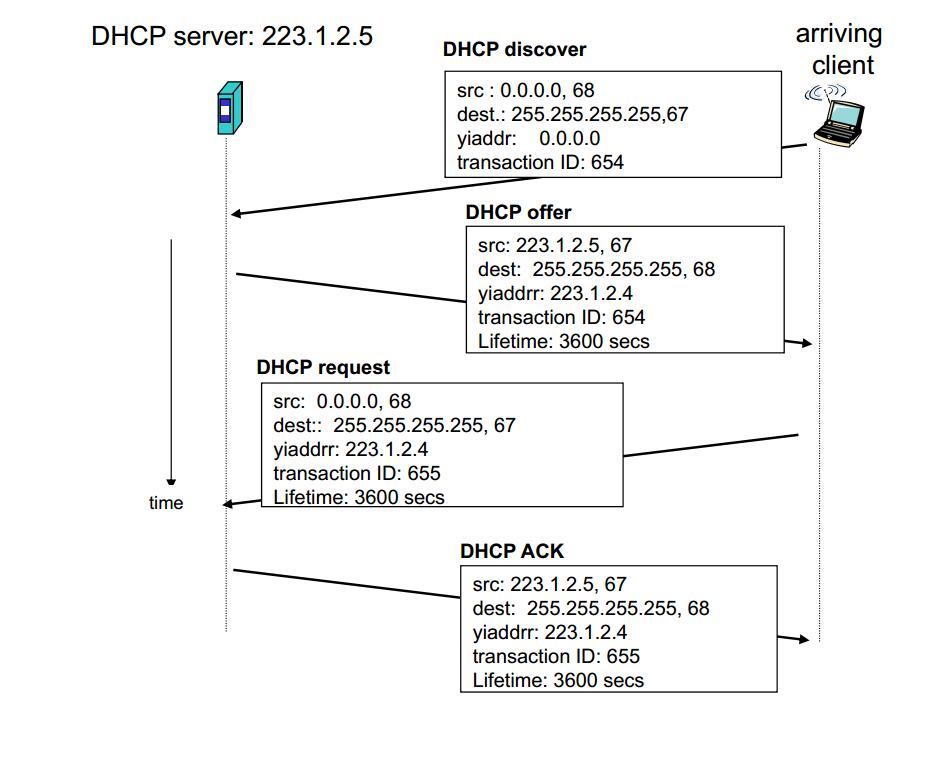 DHCP server: 223.1.2.5
arriving
client
DHCP discover
src : 0.0.0.0, 68
dest.: 255.255.255.255,67
yiaddr: 0.0.0.0
transaction ID: 654
DHCP offer
src: 223.1.2.5, 67
dest: 255.255.255.255, 68
yiaddrr: 223.1.2.4
transaction ID: 654
Lifetime: 3600 secs
DHCP request
src: 0.0.0.0, 68
dest:: 255.255.255.255, 67
yiaddrr: 223.1.2.4
transaction ID: 655
Lifetime: 3600 secs
time
DHCP ACK
src: 223.1.2.5, 67
dest: 255.255.255.255, 68
yiaddrr: 223.1.2.4
transaction ID: 655
Lifetime: 3600 secs